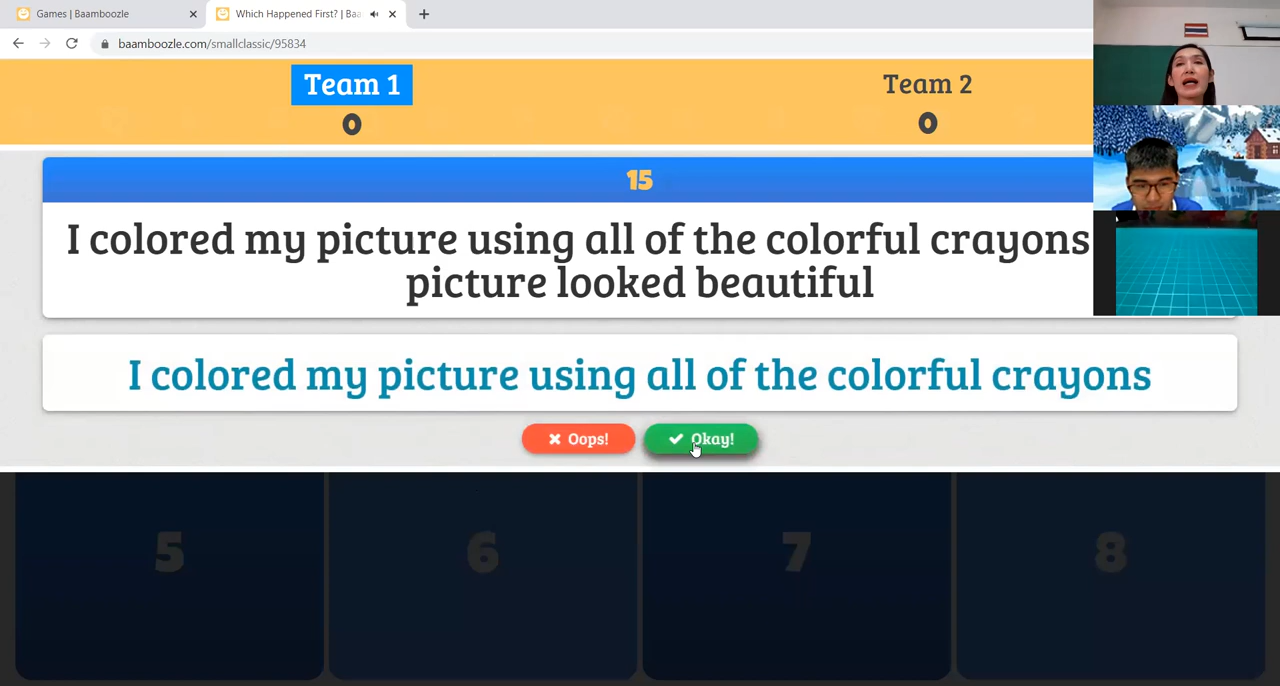 Games | Baamboozle
Which Happened First? | Baa
baamboozle.com/smallclassic/95834
Team 1
0
Team 2
0
15
I colored my picture using all of the colorful crayons
picture looked beautiful
I colored my picture using all of the colorful crayons
Oops!
Okay!
5
6
7
8